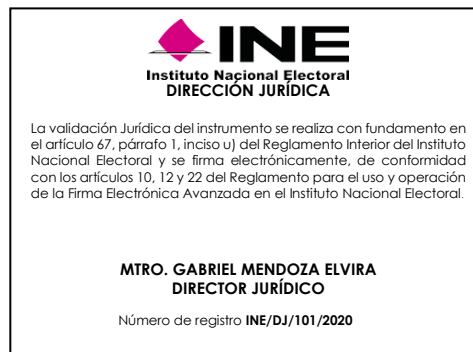 INE
Instituto Nacional Electoral
DIRECCIÓN JURÍDICA
La validación Jurídica del instrumento se realiza con fundamento en
el artículo 67, párrafo 1, inciso u) del Reglamento Interior del Instituto
Nacional Electoral y se firma electrónicamente, de conformidad
con los artículos 10, 12 y 22 del Reglamento para el uso y operación
de la Firma Electrónica Avanzada en el Instituto Nacional Electoral.
MTRO. GABRIEL MENDOZA ELVIRA
DIRECTOR JURÍDICO
Número de registro INE/DJ/101/2020